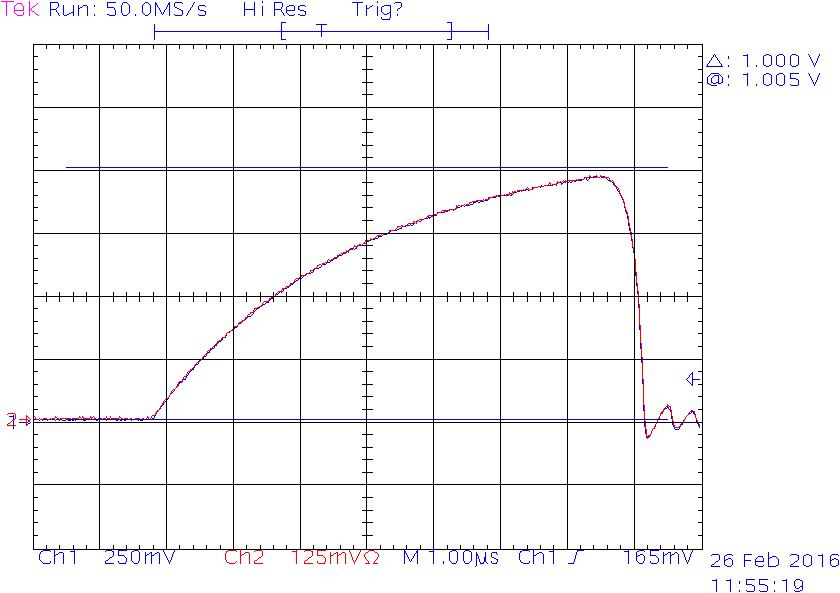 Tek Run: 50.0MS/s Hi Res Trig?
[ T ]
Δ: 1.000 V
@: 1.005 V
Ch1 250mV Ch2 125mVΩ M 1.00µs Ch1 ʃ 165mV
26 Feb 2016
11:55:19